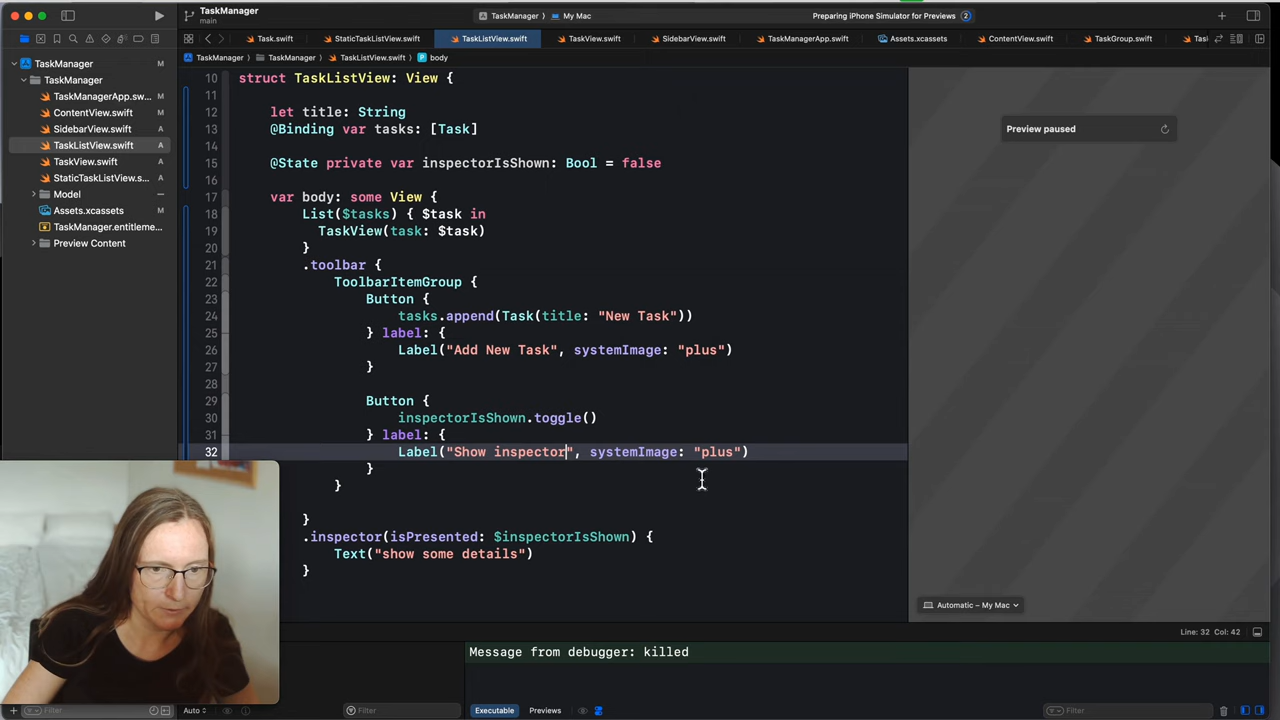 TaskManager
main
TaskManager
My Mac
Preparing iPhone Simulator for Previews
2
Task.swift
StaticTaskListView.swift
TaskListView.swift
TaskView.swift
SidebarView.swift
TaskManagerApp.swift
Assets.xcassets
ContentView.swift
TaskGroup.swift
TaskManager
TaskManager
TaskListView.swift
P body
TaskManager M
TaskManager
TaskManagerApp.sw... M
ContentView.swift M
SidebarView.swift A
TaskListView.swift A
TaskView.swift A
StaticTaskListView.s... A
Model
Assets.xcassets M
TaskManager.entitleme...
Preview Content
10 struct TaskListView: View {
11
12 let title: String
13 @Binding var tasks: [Task]
14
15 @State private var inspectorIsShown: Bool = false
16
17 var body: some View {
18 List($tasks) { $task in
19 TaskView(task: $task)
20 }
21 .toolbar {
22 ToolbarItemGroup {
23 Button {
24 tasks.append(Task(title: "New Task"))
25 } label: {
26 Label("Add New Task", systemImage: "plus")
27 }
28
29 Button {
30 inspectorIsShown.toggle()
31 } label: {
32 Label("Show inspector", systemImage: "plus")
}
}
}
.inspector(isPresented: $inspectorIsShown) {
Text("show some details")
}
Preview paused
Automatic – My Mac
Line: 32 Col: 42
Message from debugger: killed
Filter
Auto
Filter
Executable
Previews
Filter